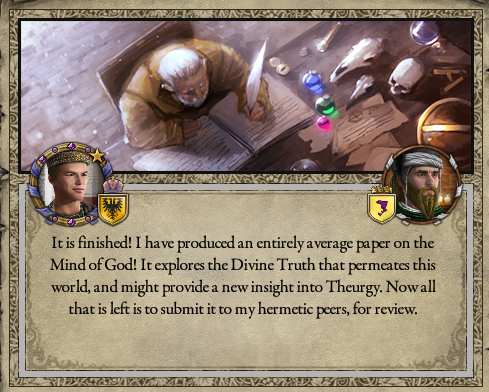 It is finished! I have produced an entirely average paper on the
Mind of God! It explores the Divine Truth that permeates this
world, and might provide a new insight into Theurgy. Now all
that is left is to submit it to my hermetic peers, for review.